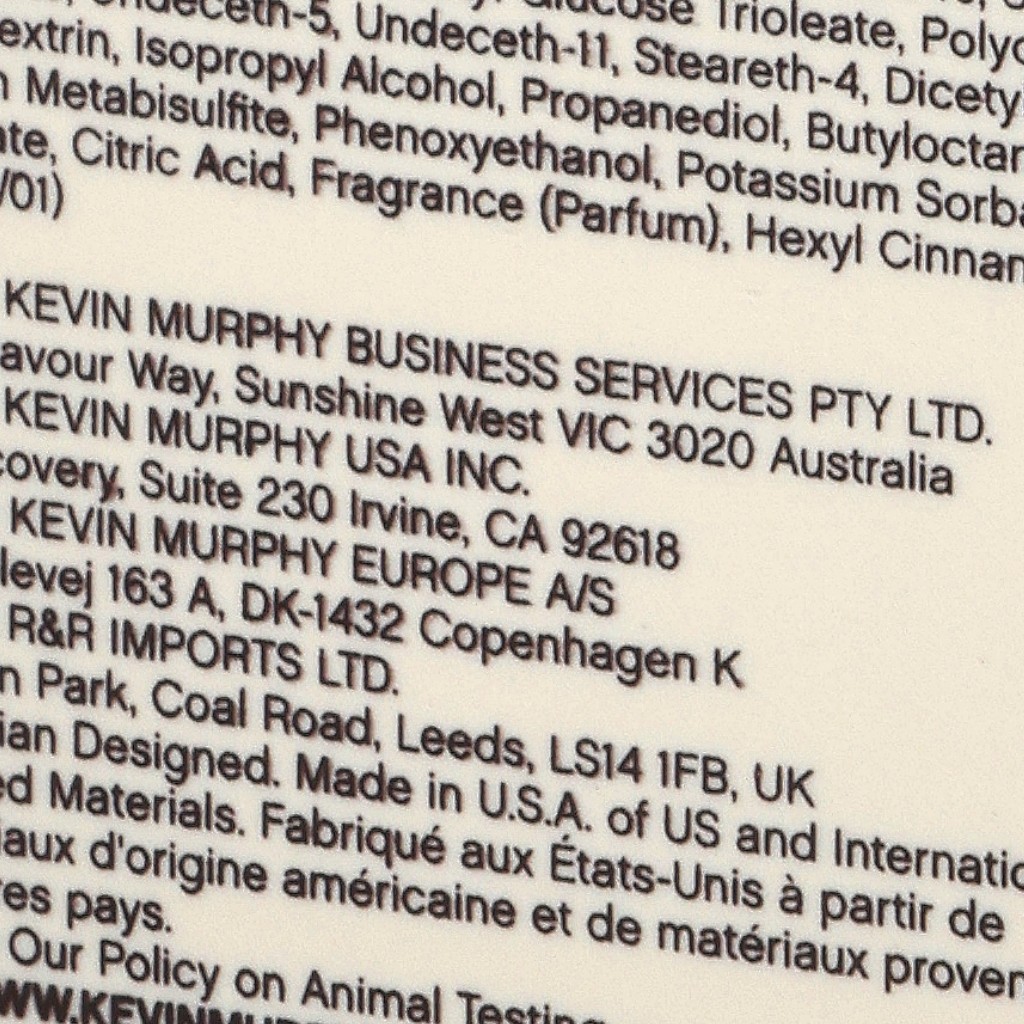 Undeceth-5, Undeceth-11, Steareth-4, Dicety
extrin, Isopropyl Alcohol, Propanediol, Butyloctan
n Metabisulfite, Phenoxyethanol, Potassium Sorba
ate, Citric Acid, Fragrance (Parfum), Hexyl Cinnam
/01)
KEVIN MURPHY BUSINESS SERVICES PTY LTD.
avour Way, Sunshine West VIC 3020 Australia
KEVIN MURPHY USA INC.
covery, Suite 230 Irvine, CA 92618
KEVIN MURPHY EUROPE A/S
levej 163 A, DK-1432 Copenhagen K
R&R IMPORTS LTD.
n Park, Coal Road, Leeds, LS14 1FB, UK
ian Designed. Made in U.S.A. of US and Internatio
ed Materials. Fabriqué aux États-Unis à partir de
iaux d'origine américaine et de matériaux proven
res pays.
Our Policy on Animal Testing
WW.KEVINMURP